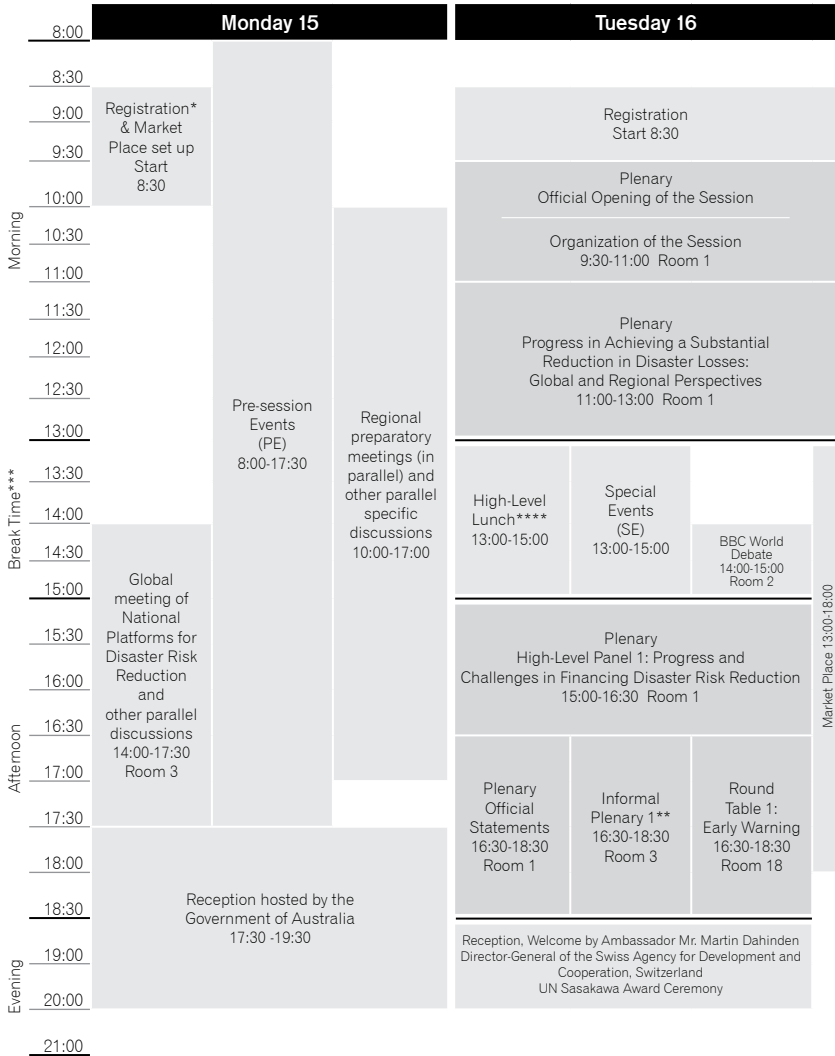 Monday 15
Tuesday 16
8:00
8:30
9:00
9:30
10:00
10:30
11:00
11:30
12:00
12:30
13:00
13:30
14:00
14:30
15:00
15:30
16:00
16:30
17:00
17:30
18:00
18:30
19:00
20:00
21:00
Morning
Break Time***
Afternoon
Evening
Registration*
& Market
Place set up
Start
8:30
Global
meeting of
National
Platforms for
Disaster Risk
Reduction
and
other parallel
discussions
14:00-17:30
Room 3
Pre-session
Events
(PE)
8:00-17:30
Regional
preparatory
meetings (in
parallel) and
other parallel
specific
discussions
10:00-17:00
Reception hosted by the
Government of Australia
17:30 -19:30
Registration
Start 8:30
Plenary
Official Opening of the Session
Organization of the Session
9:30-11:00 Room 1
Plenary
Progress in Achieving a Substantial
Reduction in Disaster Losses:
Global and Regional Perspectives
11:00-13:00 Room 1
High-Level
Lunch****
13:00-15:00
Special
Events
(SE)
13:00-15:00
BBC World
Debate
14:00-15:00
Room 2
Market Place 13:00-18:00
Plenary
High-Level Panel 1: Progress and
Challenges in Financing Disaster Risk Reduction
15:00-16:30 Room 1
Plenary
Official
Statements
16:30-18:30
Room 1
Informal
Plenary 1**
16:30-18:30
Room 3
Round
Table 1:
Early Warning
16:30-18:30
Room 18
Reception, Welcome by Ambassador Mr. Martin Dahinden
Director-General of the Swiss Agency for Development and
Cooperation, Switzerland
UN Sasakawa Award Ceremony